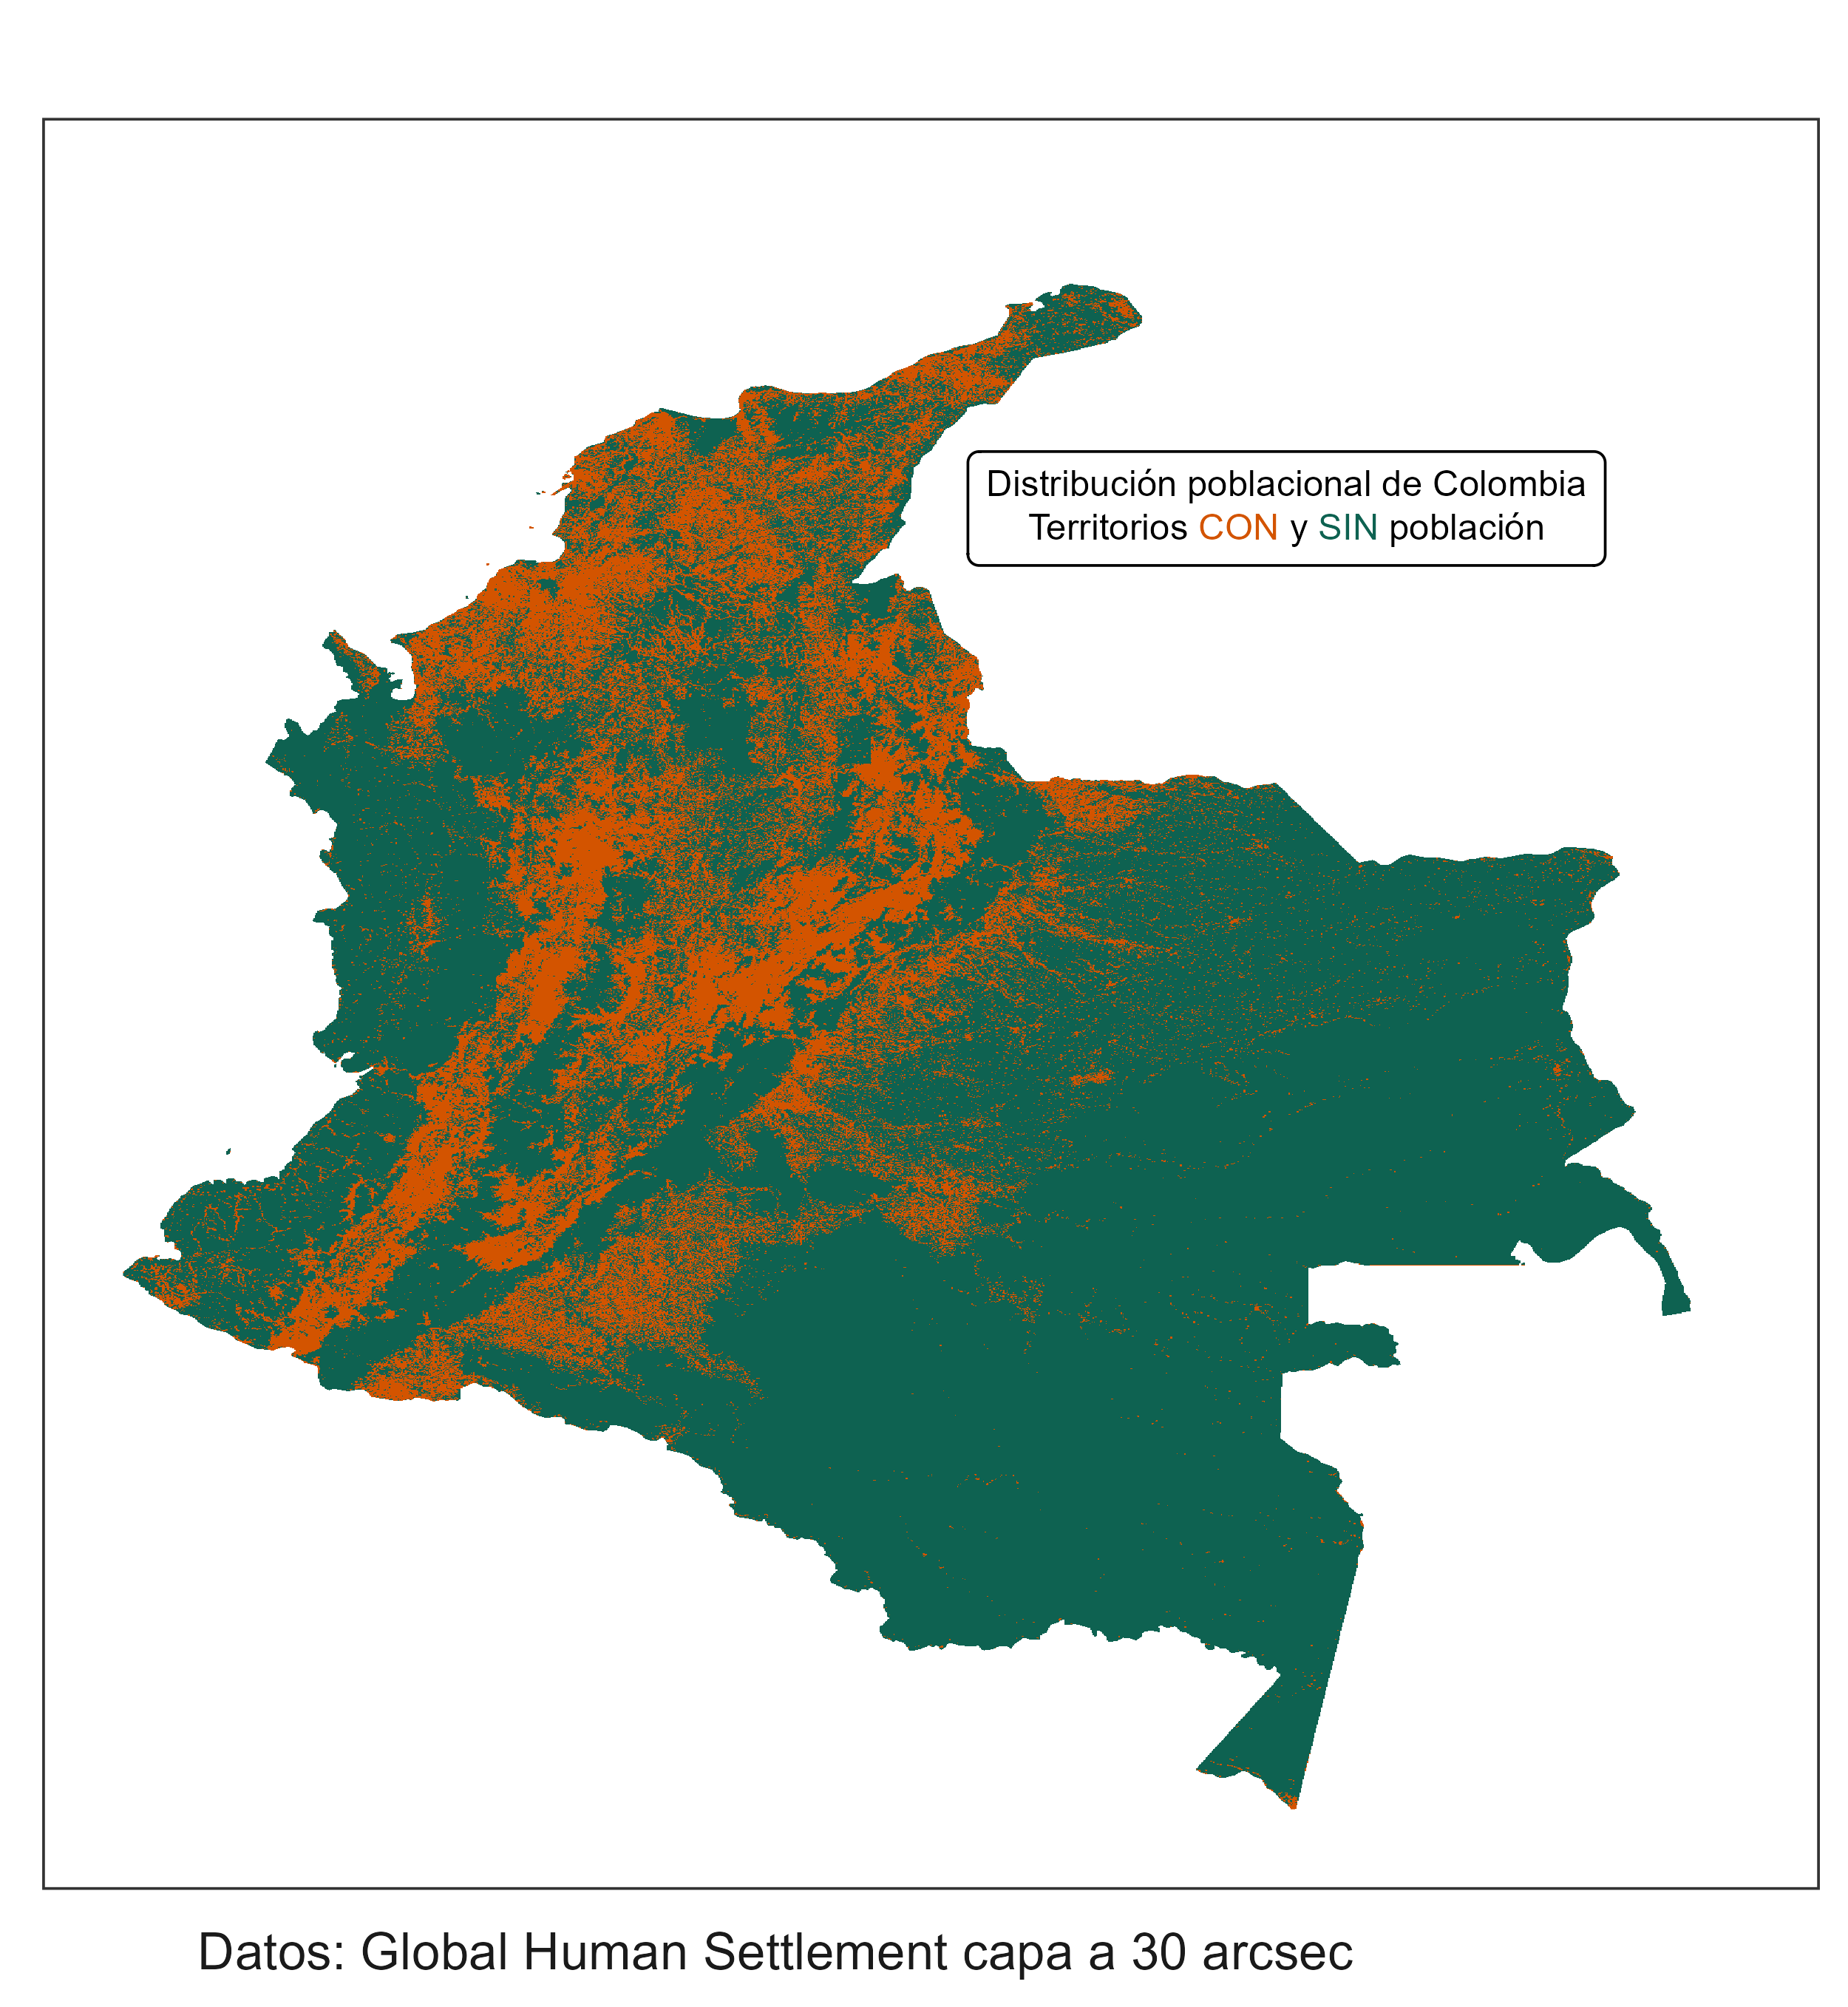 Distribución poblacional de Colombia
Territorios CON y SIN población
Datos: Global Human Settlement capa a 30 arcsec